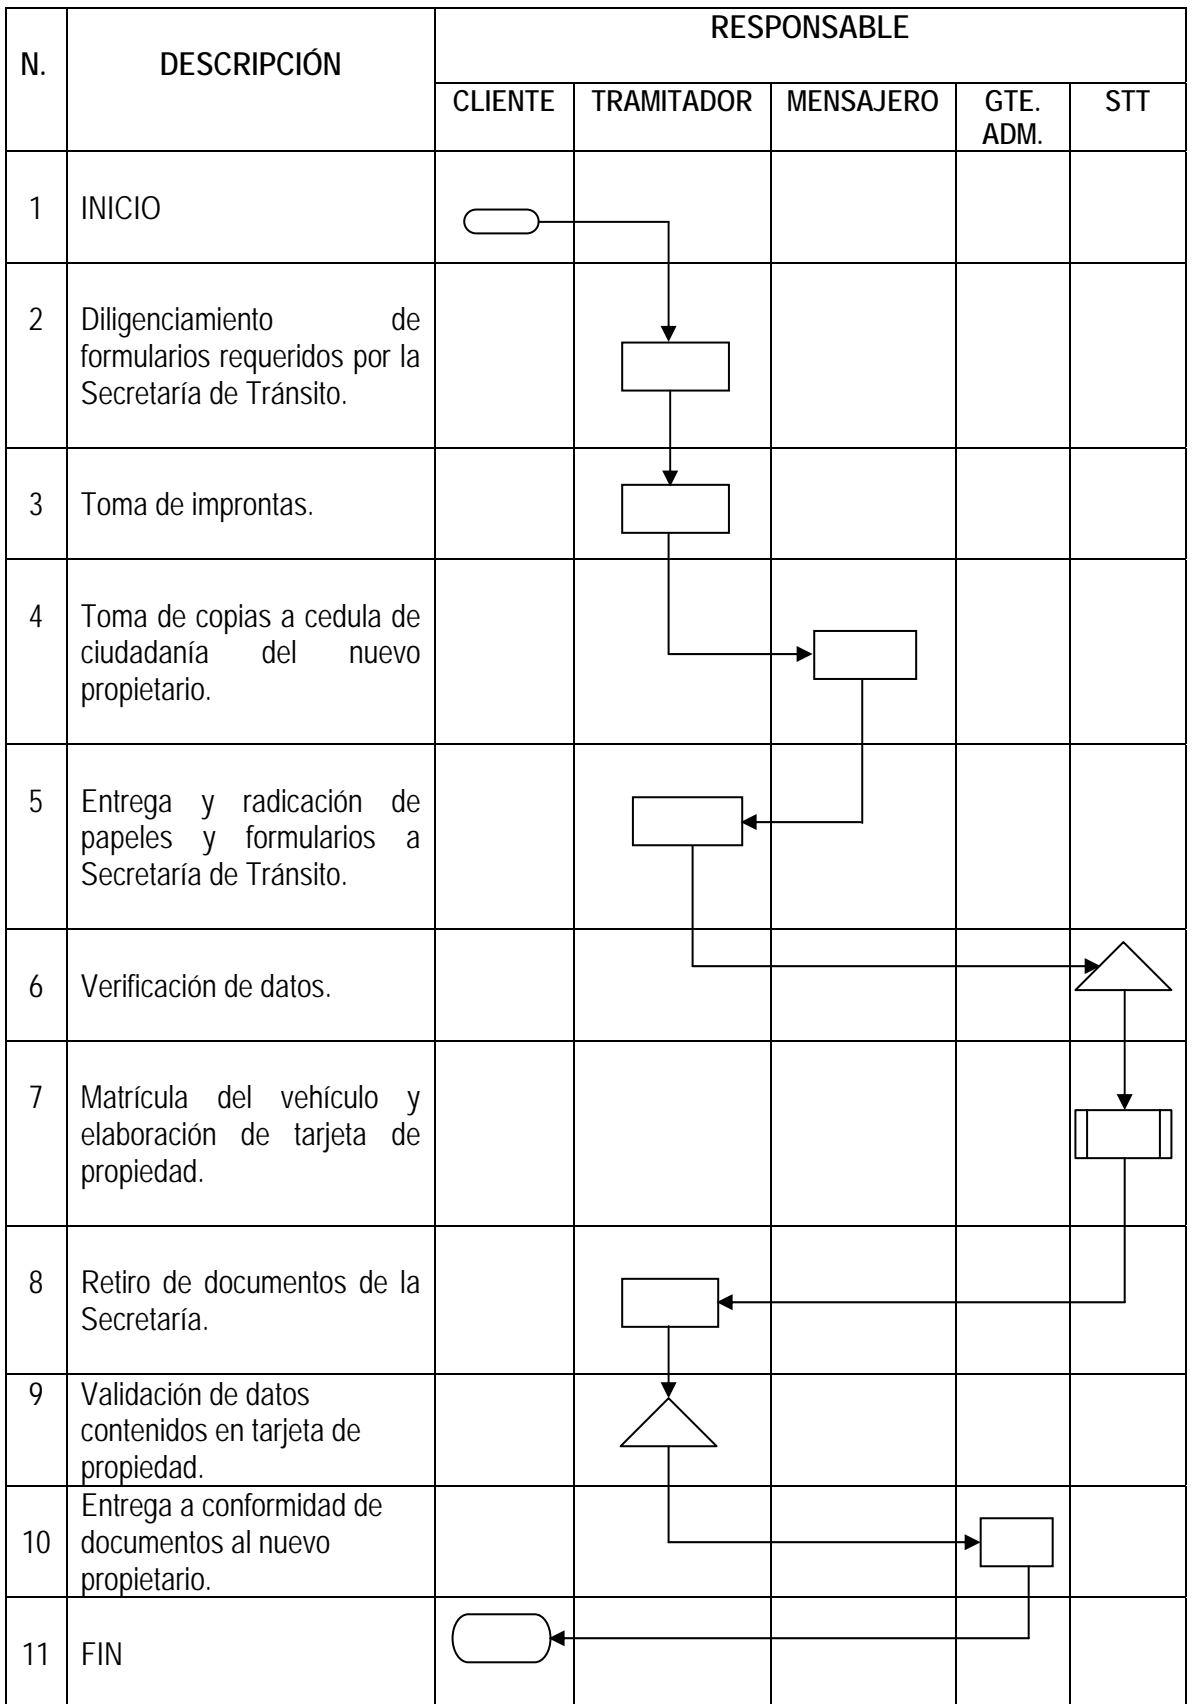 RESPONSABLE
N.
DESCRIPCIÓN
CLIENTE
TRAMITADOR
MENSAJERO
GTE.
ADM.
STT
1
INICIO
2
Diligenciamiento de
formularios requeridos por la
Secretaría de Tránsito.
3
Toma de improntas.
4
Toma de copias a cedula de
ciudadanía del nuevo
propietario.
5
Entrega y radicación de
papeles y formularios a
Secretaría de Tránsito.
6
Verificación de datos.
7
Matrícula del vehículo y
elaboración de tarjeta de
propiedad.
8
Retiro de documentos de la
Secretaría.
9
Validación de datos
contenidos en tarjeta de
propiedad.
10
Entrega a conformidad de
documentos al nuevo
propietario.
11
FIN